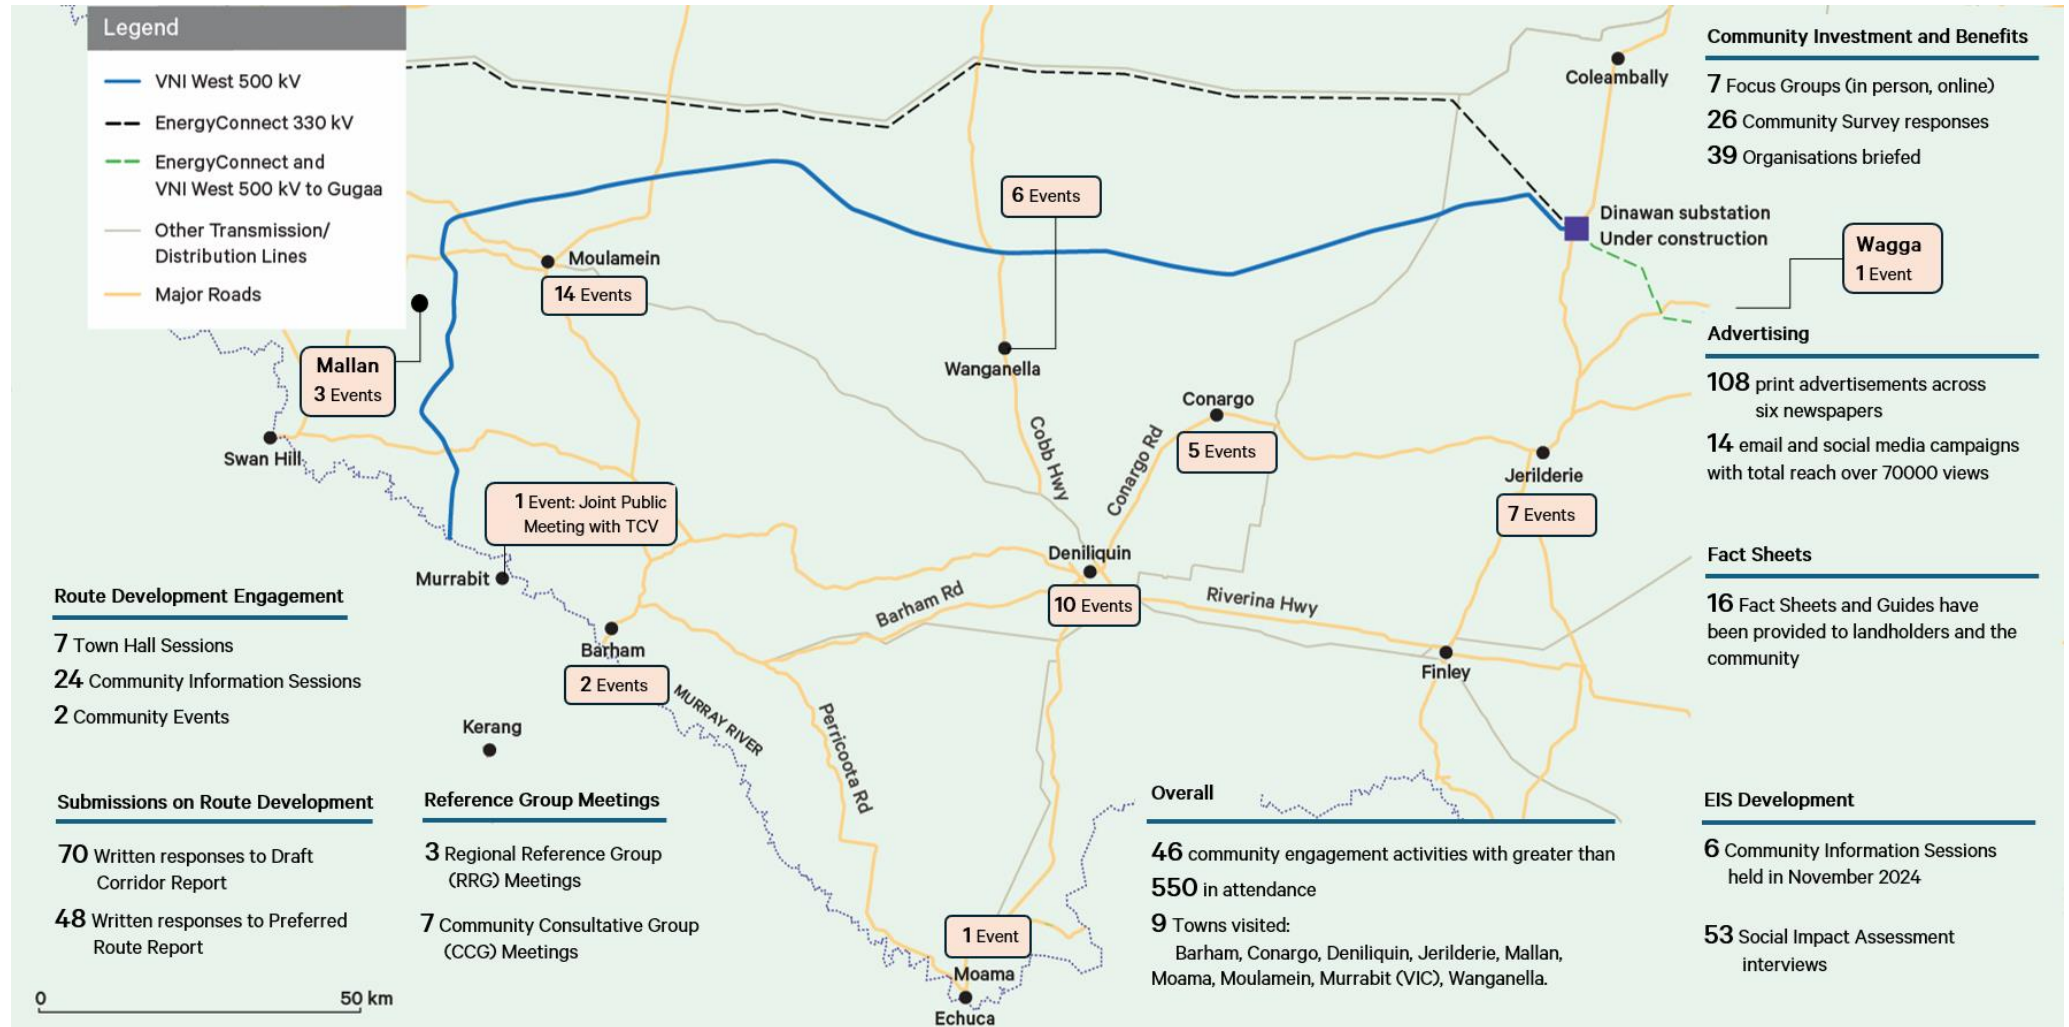 Legend
VNI West 500 kV
EnergyConnect 330 kV
EnergyConnect and
VNI West 500 kV to Gugaa
Other Transmission/
Distribution Lines
Major Roads
Coleambally
Community Investment and Benefits
7 Focus Groups (in person, online)
26 Community Survey responses
39 Organisations briefed
6 Events
Dinawan substation
Under construction
Wagga
1 Event
Moulamein
14 Events
Mallan
3 Events
Wanganella
Conargo
5 Events
Cobb Hwy
Conargo Rd
Swan Hill
Jerilderie
7 Events
Advertising
108 print advertisements across
six newspapers
14 email and social media campaigns
with total reach over 70000 views
1 Event: Joint Public
Meeting with TCV
Murrabit
Deniliquin
10 Events
Barham Rd
Riverina Hwy
Fact Sheets
16 Fact Sheets and Guides have
been provided to landholders and the
community
Route Development Engagement
7 Town Hall Sessions
24 Community Information Sessions
2 Community Events
Barham
2 Events
MURRAY RIVER
Finley
Kerang
Perricoota Rd
Submissions on Route Development
70 Written responses to Draft
Corridor Report
48 Written responses to Preferred
Route Report
Reference Group Meetings
3 Regional Reference Group
(RRG) Meetings
7 Community Consultative Group
(CCG) Meetings
Overall
46 community engagement activities with greater than
550 in attendance
9 Towns visited:
Barham, Conargo, Deniliquin, Jerilderie, Mallan,
Moama, Moulamein, Murrabit (VIC), Wanganella.
EIS Development
6 Community Information Sessions
held in November 2024
53 Social Impact Assessment
interviews
1 Event
Moama
Echuca
0 50 km